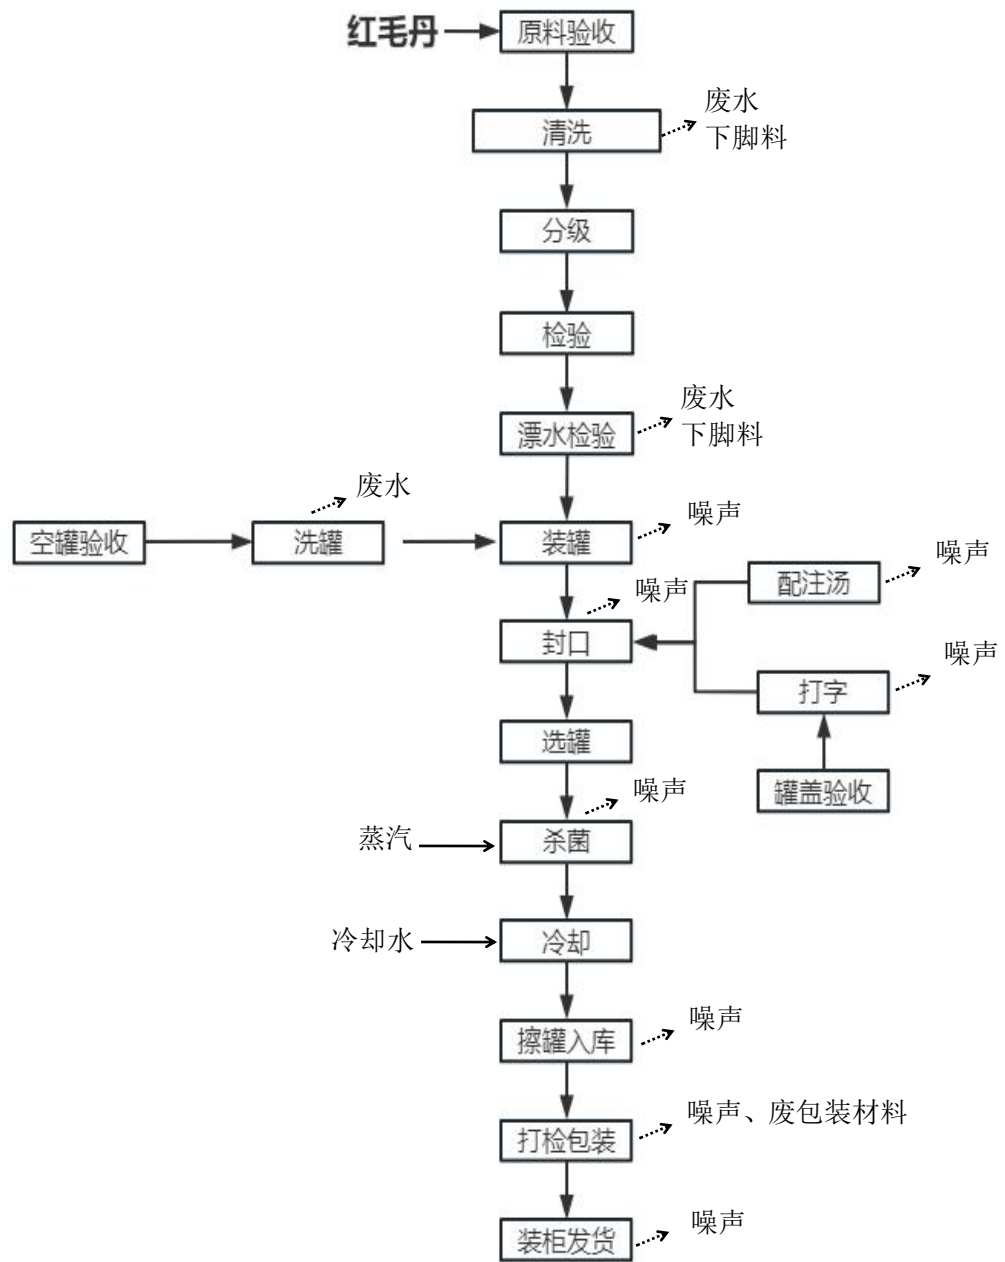 红毛丹
原料验收
清洗
废水
下脚料
分级
检验
漂水检验
废水
下脚料
空罐验收
洗罐
废水
装罐
噪声
配注汤
噪声
封口
噪声
打字
噪声
选罐
罐盖验收
蒸汽
杀菌
噪声
冷却水
冷却
擦罐入库
噪声
打检包装
噪声、废包装材料
装柜发货
噪声